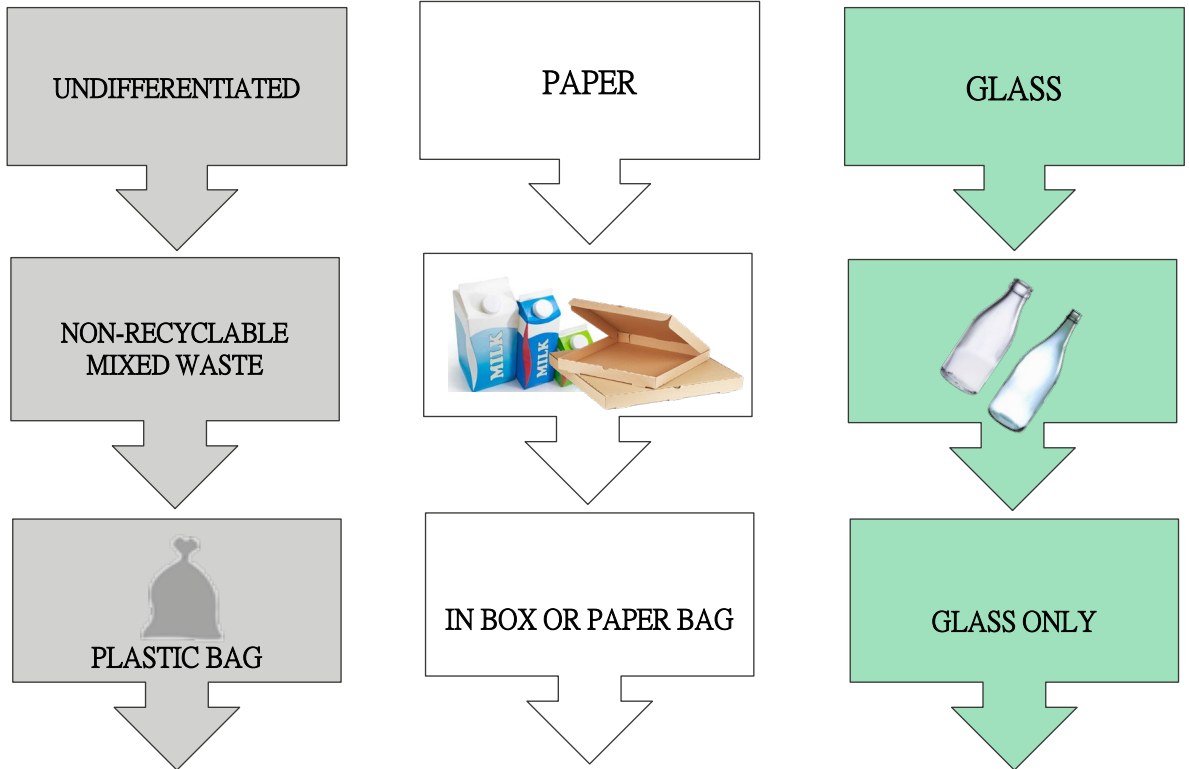 UNDIFFERENTIATED
PAPER
GLASS
NON-RECYCLABLE
MIXED WASTE
MILK
MILK
PLASTIC BAG
IN BOX OR PAPER BAG
GLASS ONLY